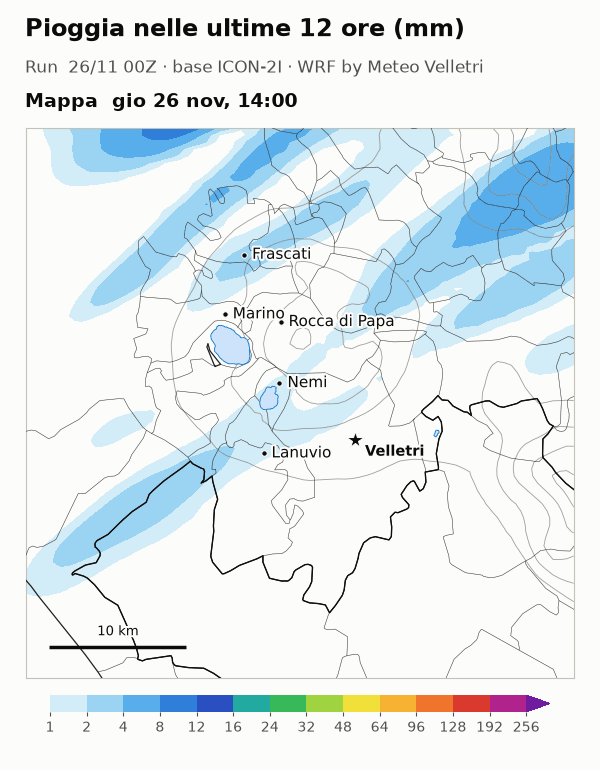 Pioggia nelle ultime 12 ore (mm)
Run  26/11 00Z · base ICON-2I · WRF by Meteo Velletri
Mappa  gio 26 nov, 14:00
Frascati
Marino
Rocca di Papa
Nemi
Velletri
Lanuvio
10 km
1 2 4 8 12 16 24 32 48 64 96 128 192 256